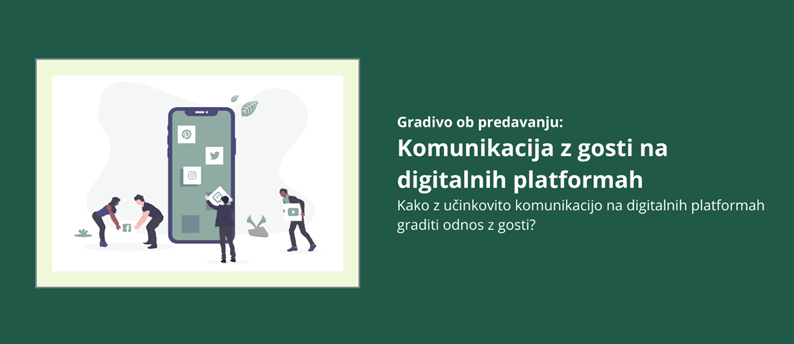 Gradivo ob predavanju:
Komunikacija z gosti na
digitalnih platformah
Kako z učinkovito komunikacijo na digitalnih platformah
graditi odnos z gosti?